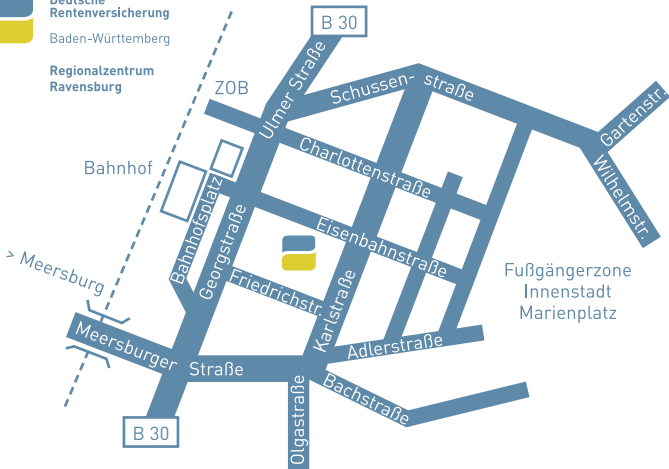 Deutsche
Rentenversicherung
Baden-Württemberg
Regionalzentrum
Ravensburg
B 30
ZOB
Ulmer Straße
Schussen- straße
Gartenstr.
Wilhelmstr.
Charlottenstraße
Bahnhof
Bahnhofsplatz
Georgstraße
Eisenbahnstraße
> Meersburg
Friedrichstr.
Karlstraße
Fußgängerzone
Innenstadt
Marienplatz
Meersburger Straße
Adlerstraße
Bachstraße
Olgastraße
B 30